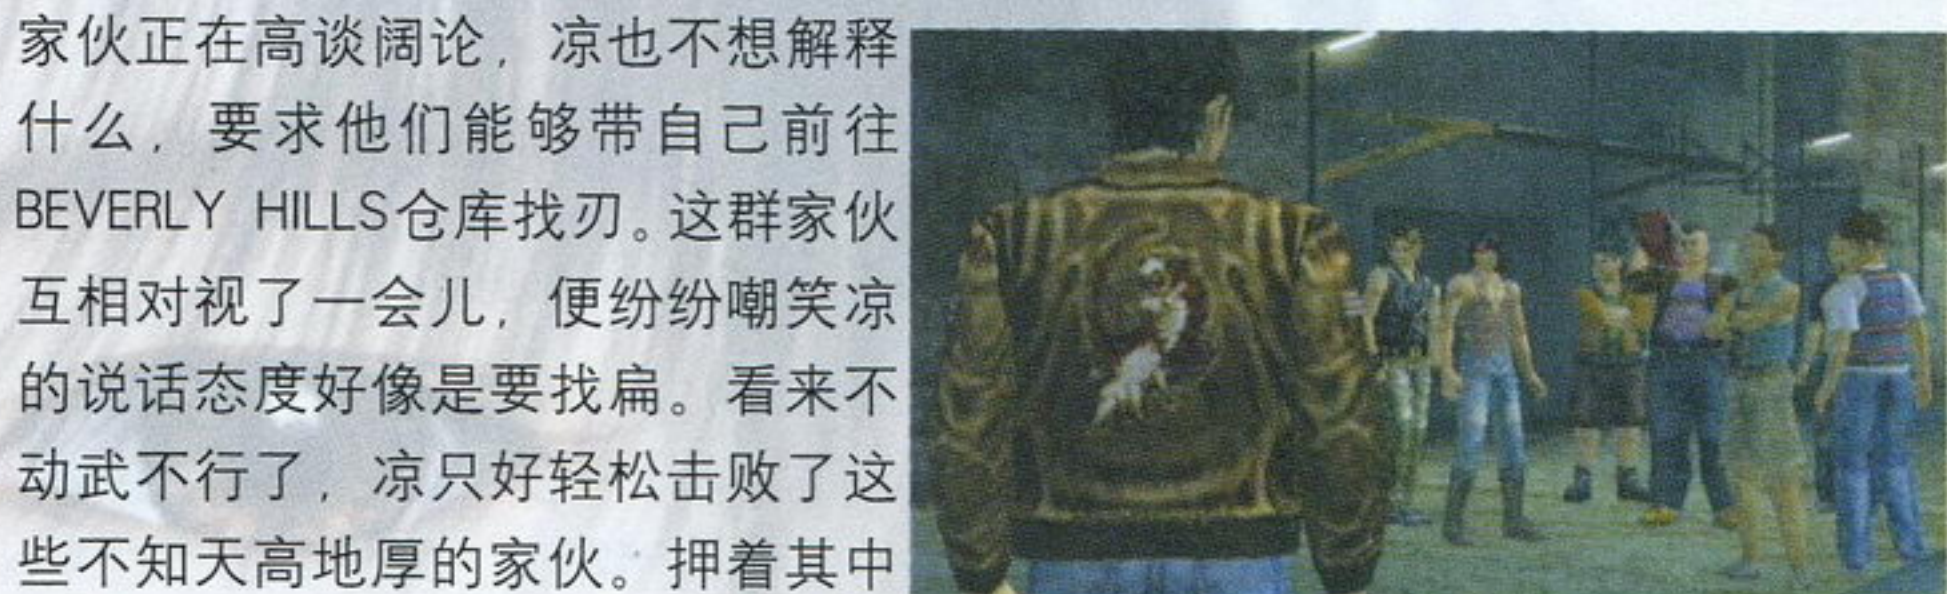 家伙正在高谈阔论，凉也不想解释
什么，要求他们能够带自己前往
BEVERLY HILLS仓库找刃。这群家伙
互相对视了一会儿，便纷纷嘲笑凉
的说话态度好像是要找扁。看来不
动武不行了，凉只好轻松击败了这
些不知天高地厚的家伙。押着其中